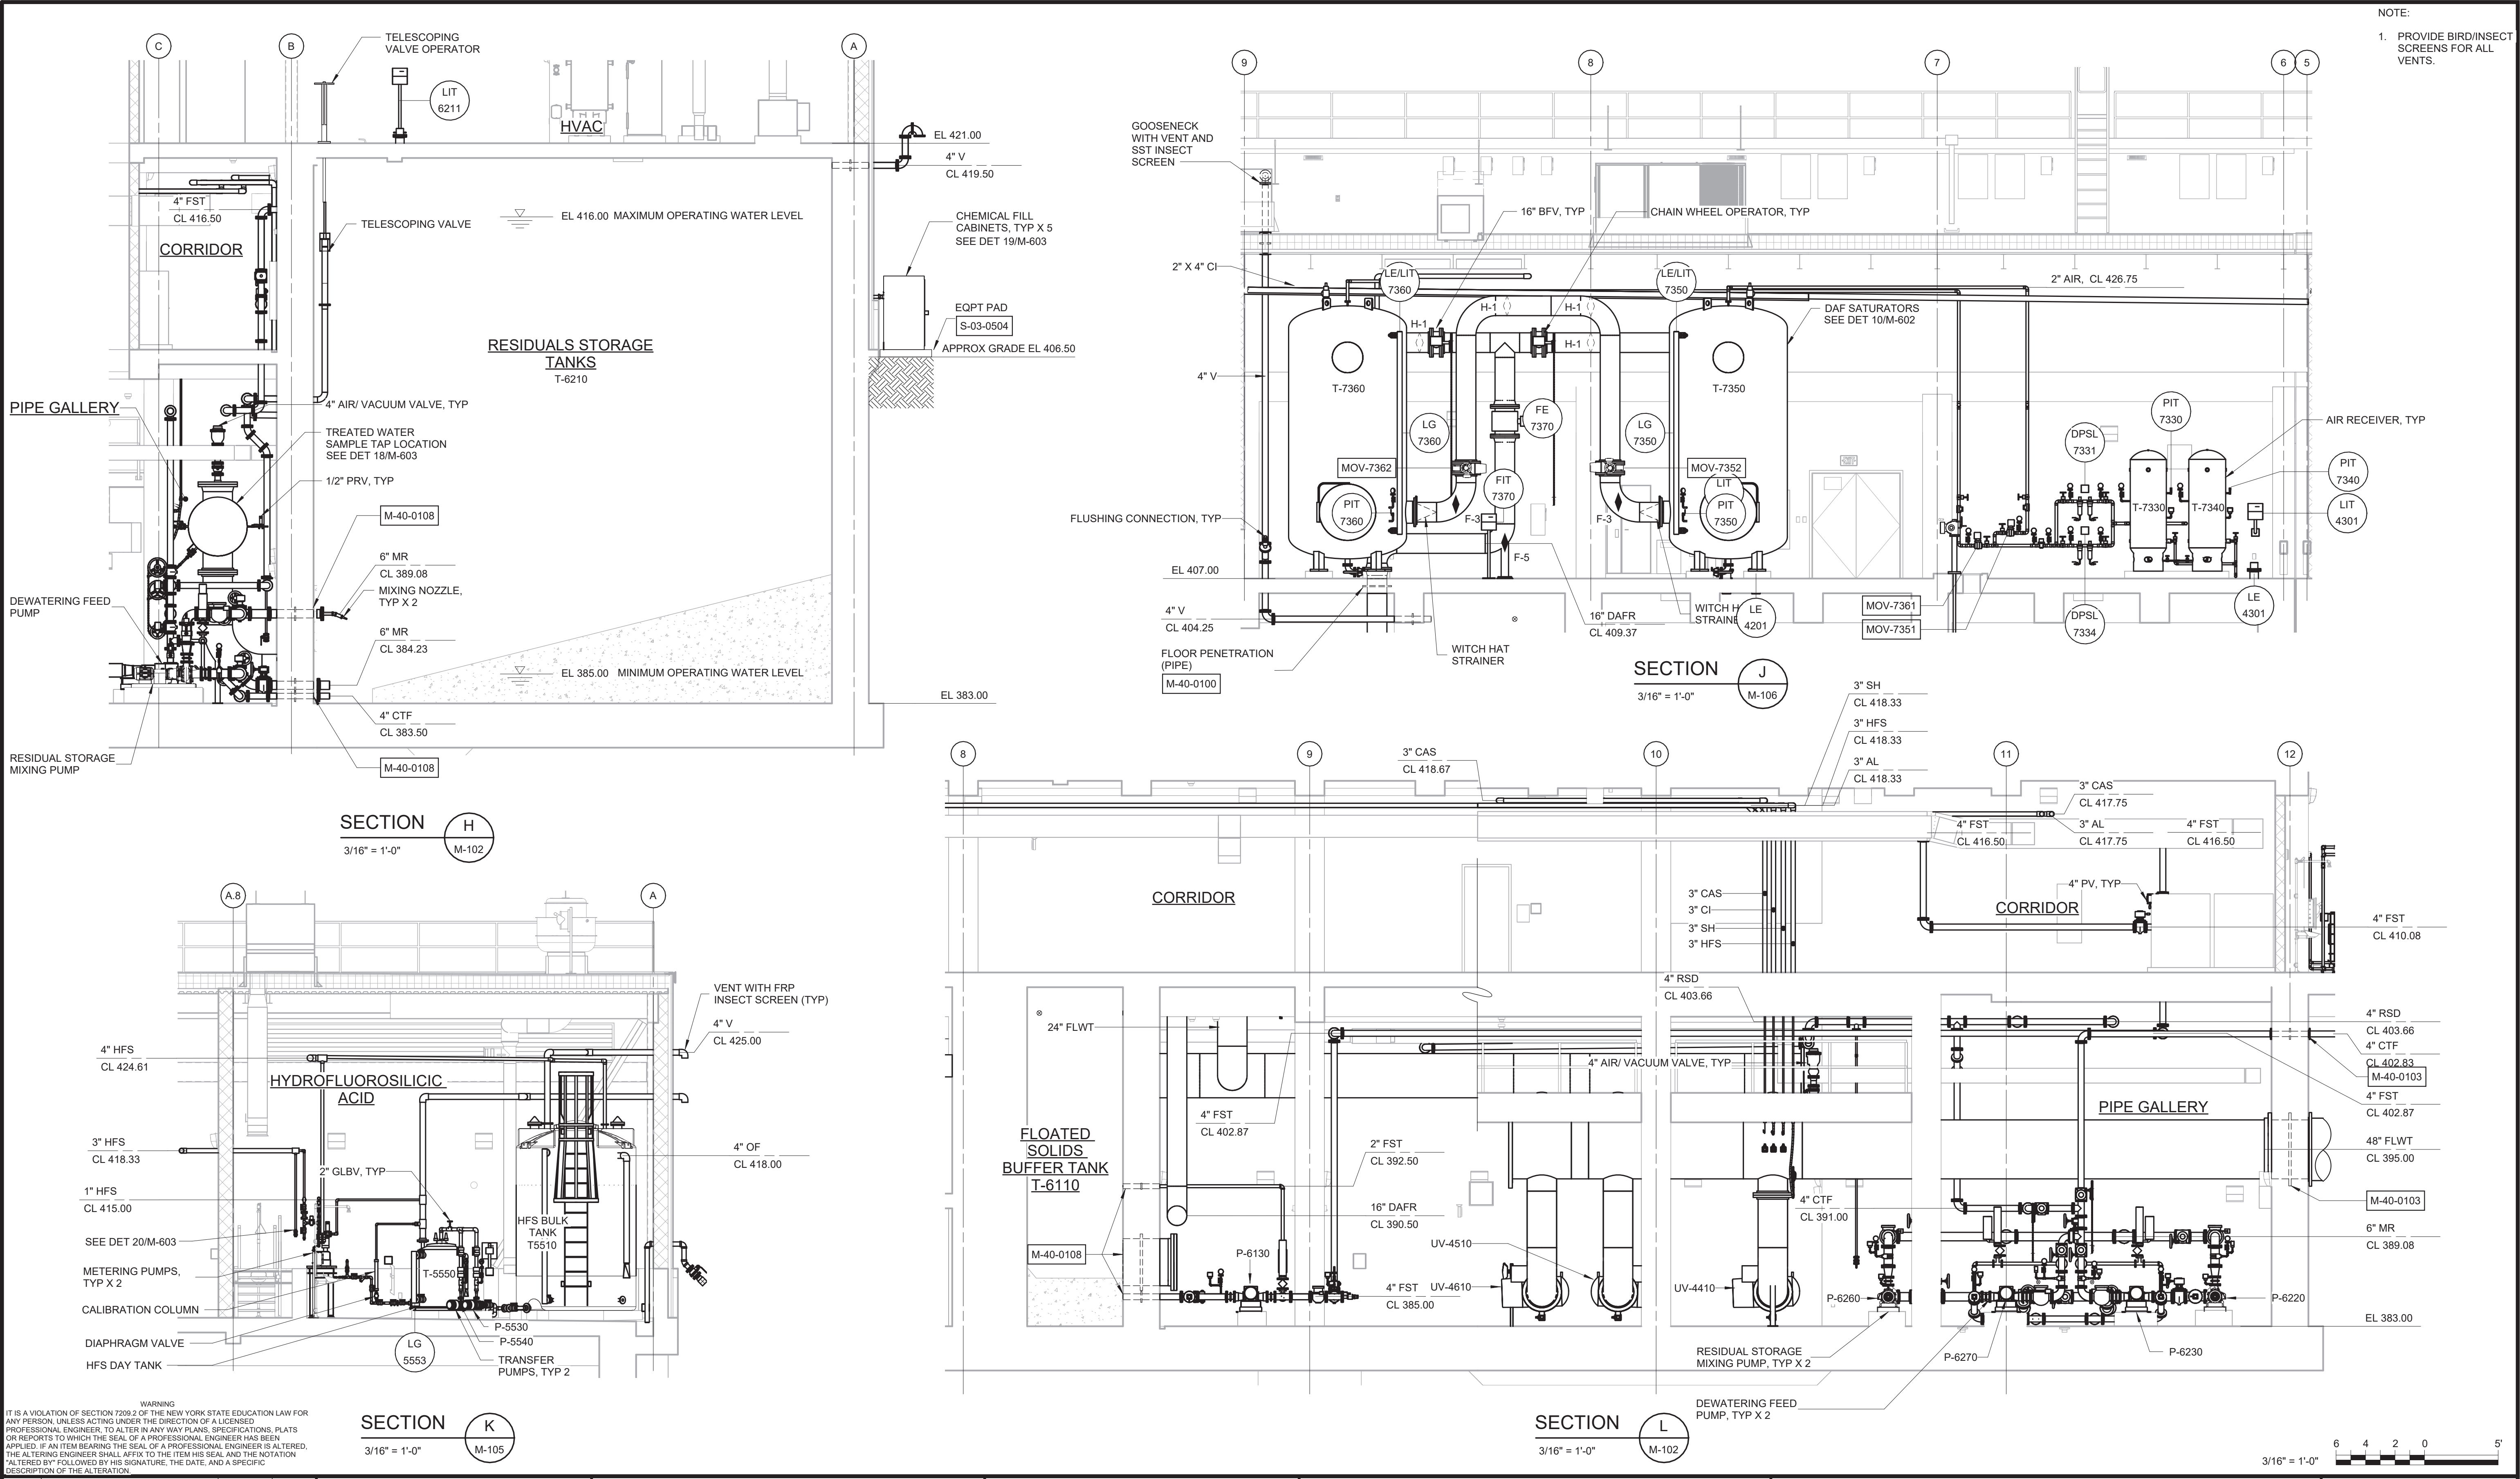 NOTE:
1. PROVIDE BIRD/INSECT
SCREENS FOR ALL
VENTS.
C
B
A
TELESCOPING
VALVE OPERATOR
LIT
6211
HVAC
EL 421.00
4" V
CL 419.50
4" FST
CL 416.50
CORRIDOR
TELESCOPING VALVE
EL 416.00 MAXIMUM OPERATING WATER LEVEL
CHEMICAL FILL
CABINETS, TYP X 5
SEE DET 19/M-603
EQPT PAD
S-03-0504
APPROX GRADE EL 406.50
RESIDUALS STORAGE
TANKS
T-6210
PIPE GALLERY
4" AIR/ VACUUM VALVE, TYP
TREATED WATER
SAMPLE TAP LOCATION
SEE DET 18/M-603
1/2" PRV, TYP
M-40-0108
6" MR
CL 389.08
MIXING NOZZLE,
TYP X 2
DEWATERING FEED
PUMP
6" MR
CL 384.23
EL 385.00 MINIMUM OPERATING WATER LEVEL
EL 383.00
4" CTF
CL 383.50
RESIDUAL STORAGE
MIXING PUMP
M-40-0108
SECTION
H
M-102
3/16" = 1'-0"
9
8
7
6
5
GOOSENECK
WITH VENT AND
SST INSECT
SCREEN
16" BFV, TYP
CHAIN WHEEL OPERATOR, TYP
2" X 4" CI
LE/LIT
7360
LE/LIT
7350
2" AIR, CL 426.75
H-1
H-1
H-1
H-1
DAF SATURATORS
SEE DET 10/M-602
T-7360
T-7350
4" V
LG
7360
FE
7370
LG
7350
PIT
7330
AIR RECEIVER, TYP
DPSL
7331
MOV-7362
MOV-7352
PIT
7340
FIT
7370
LIT
PIT
7360
PIT
7350
T-7330
T-7340
LIT
4301
FLUSHING CONNECTION, TYP
F-3
F-3
F-5
EL 407.00
4" V
CL 404.25
16" DAFR
CL 409.37
WITCH H
STRAINE
LE
4201
MOV-7361
MOV-7351
DPSL
7334
LE
4301
FLOOR PENETRATION
(PIPE)
M-40-0100
WITCH HAT
STRAINER
SECTION
J
M-106
3/16" = 1'-0"
A.8
A
VENT WITH FRP
INSECT SCREEN (TYP)
4" V
CL 425.00
4" HFS
CL 424.61
HYDROFLUOROSILICIC
ACID
3" HFS
CL 418.33
4" OF
CL 418.00
2" GLBV, TYP
1" HFS
CL 415.00
HFS BULK
TANK
T5510
SEE DET 20/M-603
T-5550
METERING PUMPS,
TYP X 2
CALIBRATION COLUMN
P-5530
P-5540
DIAPHRAGM VALVE
HFS DAY TANK
LG
5553
TRANSFER
PUMPS, TYP 2
SECTION
K
M-105
3/16" = 1'-0"
8
9
10
11
12
3" SH
CL 418.33
3" HFS
CL 418.33
3" AL
CL 418.33
3" CAS
CL 418.67
3" CAS
CL 417.75
4" FST
CL 416.50
3" AL
CL 417.75
4" FST
CL 416.50
CORRIDOR
3" CAS
3" CI
3" SH
3" HFS
4" PV, TYP
CORRIDOR
4" FST
CL 410.08
4" RSD
CL 403.66
24" FLWT
4" AIR/ VACUUM VALVE, TYP
4" RSD
CL 403.66
4" CTF
CL 402.83
M-40-0103
4" FST
CL 402.87
PIPE GALLERY
4" FST
CL 402.87
FLOATED
SOLIDS
BUFFER TANK
T-6110
2" FST
CL 392.50
48" FLWT
CL 395.00
M-40-0103
16" DAFR
CL 390.50
4" CTF
CL 391.00
6" MR
CL 389.08
M-40-0108
P-6130
UV-4510
4" FST
CL 385.00
UV-4610
UV-4410
P-6260
P-6220
EL 383.00
RESIDUAL STORAGE
MIXING PUMP, TYP X 2
P-6270
P-6230
DEWATERING FEED
PUMP, TYP X 2
SECTION
L
M-102
3/16" = 1'-0"
WARNING
IT IS A VIOLATION OF SECTION 7209.2 OF THE NEW YORK STATE EDUCATION LAW FOR
ANY PERSON, UNLESS ACTING UNDER THE DIRECTION OF A LICENSED
PROFESSIONAL ENGINEER, TO ALTER IN ANY WAY PLANS, SPECIFICATIONS, PLATS
OR REPORTS TO WHICH THE SEAL OF A PROFESSIONAL ENGINEER HAS BEEN
APPLIED. IF AN ITEM BEARING THE SEAL OF A PROFESSIONAL ENGINEER IS ALTERED,
THE ALTERING ENGINEER SHALL AFFIX TO THE ITEM HIS SEAL AND THE NOTATION
"ALTERED BY" FOLLOWED BY HIS SIGNATURE, THE DATE, AND A SPECIFIC
DESCRIPTION OF THE ALTERATION.
6 4 2 0 5'
3/16" = 1'-0"